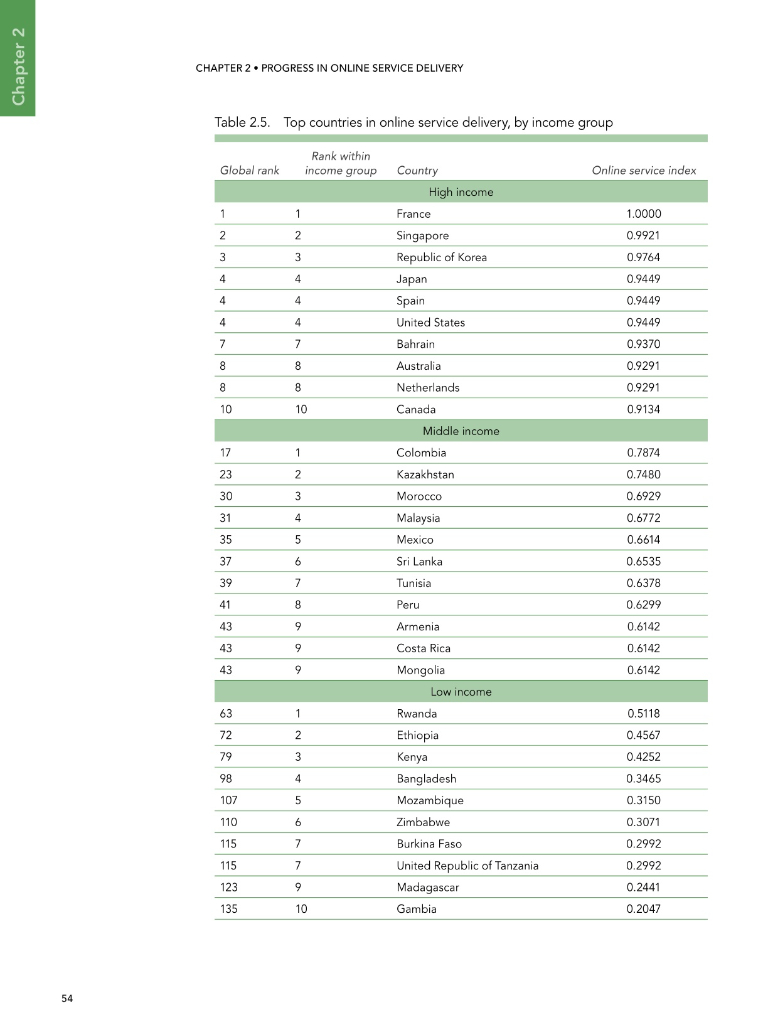 Chapter 2
CHAPTER 2 • PROGRESS IN ONLINE SERVICE DELIVERY
Table 2.5. Top countries in online service delivery, by income group
Global rank Rank within income group Country Online service index
High income
1 1 France 1.0000
2 2 Singapore 0.9921
3 3 Republic of Korea 0.9764
4 4 Japan 0.9449
4 4 Spain 0.9449
4 4 United States 0.9449
7 7 Bahrain 0.9370
8 8 Australia 0.9291
8 8 Netherlands 0.9291
10 10 Canada 0.9134
Middle income
17 1 Colombia 0.7874
23 2 Kazakhstan 0.7480
30 3 Morocco 0.6929
31 4 Malaysia 0.6772
35 5 Mexico 0.6614
37 6 Sri Lanka 0.6535
39 7 Tunisia 0.6378
41 8 Peru 0.6299
43 9 Armenia 0.6142
43 9 Costa Rica 0.6142
43 9 Mongolia 0.6142
Low income
63 1 Rwanda 0.5118
72 2 Ethiopia 0.4567
79 3 Kenya 0.4252
98 4 Bangladesh 0.3465
107 5 Mozambique 0.3150
110 6 Zimbabwe 0.3071
115 7 Burkina Faso 0.2992
115 7 United Republic of Tanzania 0.2992
123 9 Madagascar 0.2441
135 10 Gambia 0.2047
54